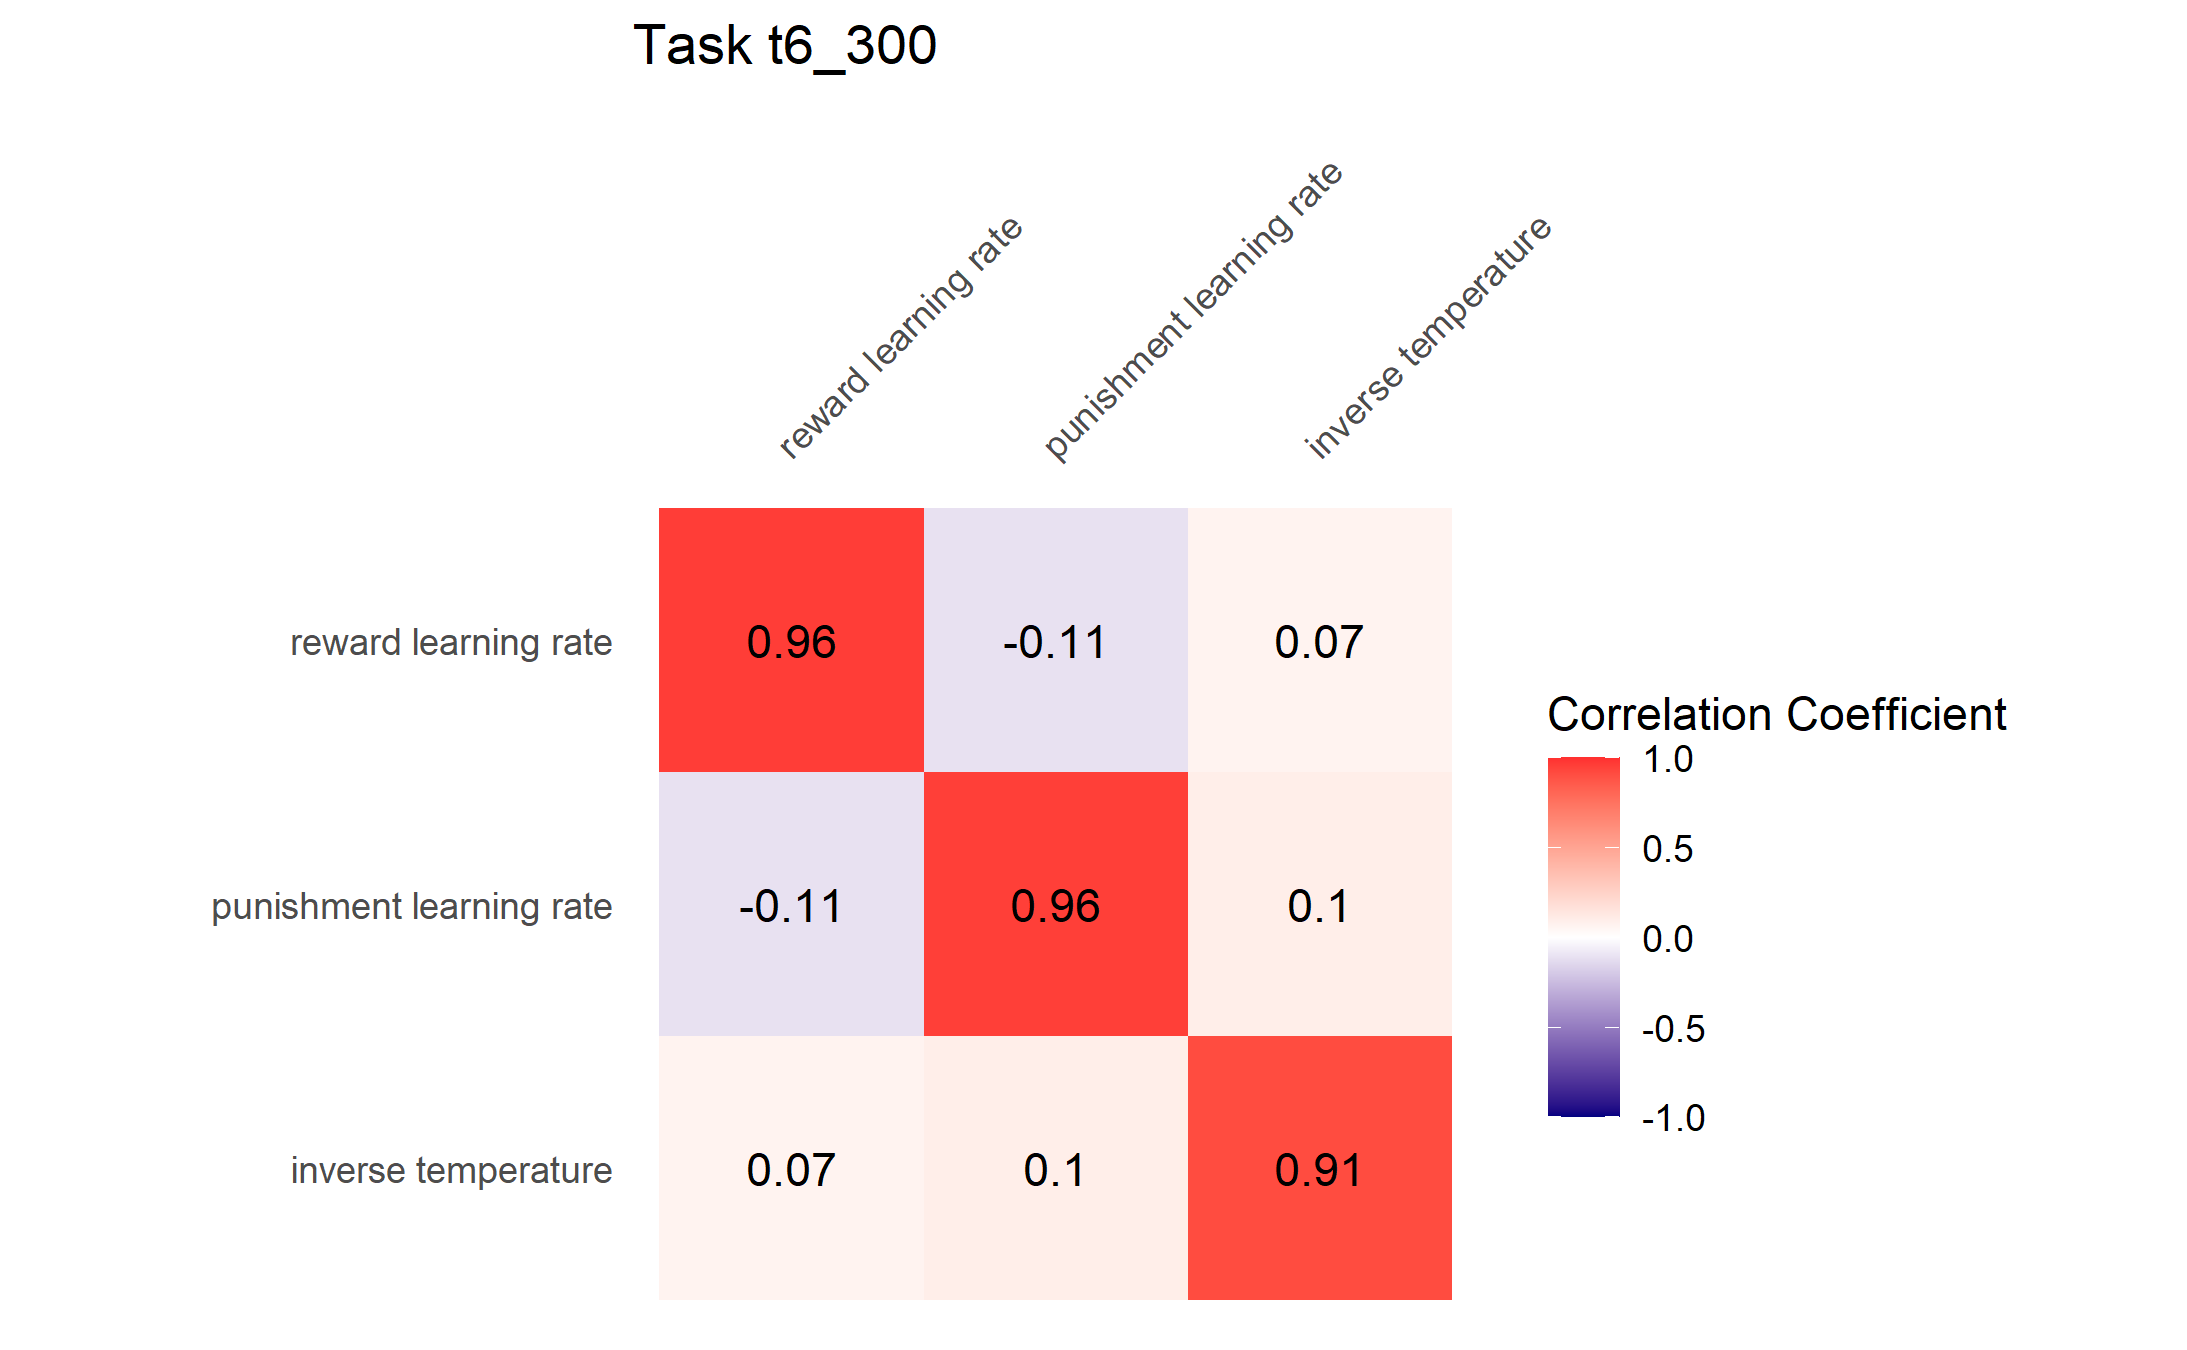 Task t6_300
reward learning rate
punishment learning rate
inverse temperature
reward learning rate
0.96
-0.11
0.07
punishment learning rate
-0.11
0.96
0.1
inverse temperature
0.07
0.1
0.91
Correlation Coefficient
1.0
0.5
0.0
-0.5
-1.0